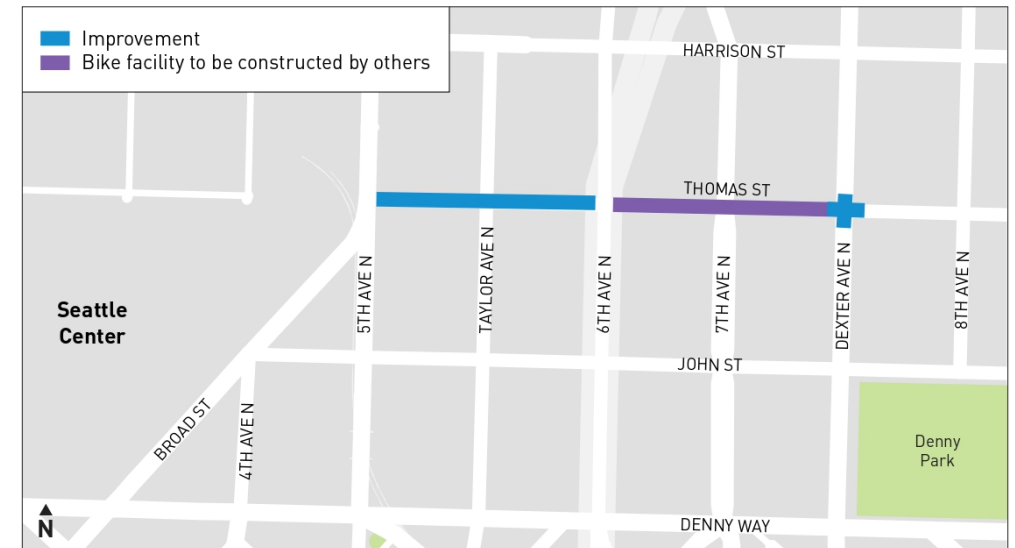 Improvement
Bike facility to be constructed by others
HARRISON ST
THOMAS ST
5TH AVE N
TAYLOR AVE N
6TH AVE N
7TH AVE N
DEXTER AVE N
8TH AVE N
Seattle
Center
JOHN ST
BROAD ST
4TH AVE N
Denny
Park
N
DENNY WAY